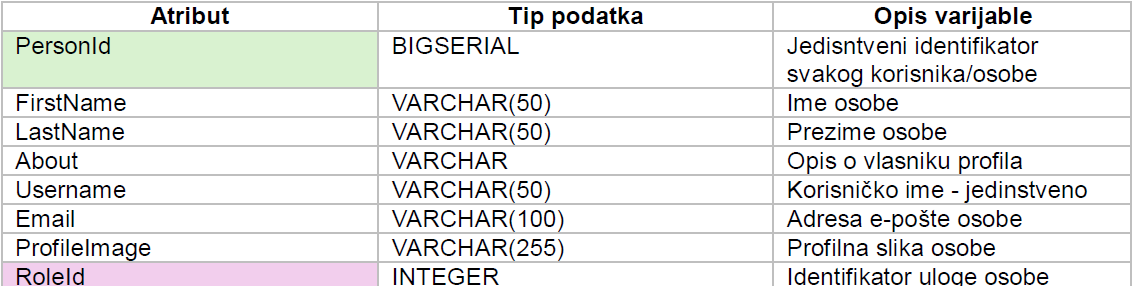 Atribut Tip podatka Opis varijable
PersonId BIGSERIAL Jedisntveni identifikator
svakog korisnika/osobe
FirstName VARCHAR(50) Ime osobe
LastName VARCHAR(50) Prezime osobe
About VARCHAR Opis o vlasniku profila
Username VARCHAR(50) Korisničko ime - jedinstveno
Email VARCHAR(100) Adresa e-pošte osobe
ProfileImage VARCHAR(255) Profilna slika osobe
RoleId INTEGER Identifikator uloge osobe